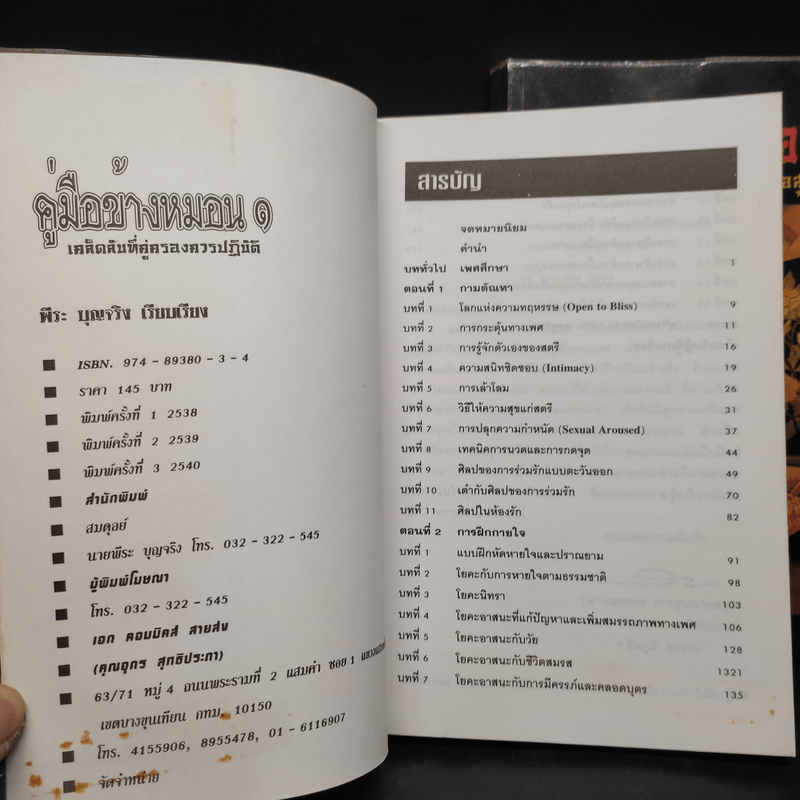 คู่มือข้างหมอน ๑
เคล็ดลับที่คู่ครองควรปฏิบัติ
พีระ บุญจริง เรียบเรียง
ISBN. 974 - 89380 - 3 - 4
ราคา 145 บาท
พิมพ์ครั้งที่ 1 2538
พิมพ์ครั้งที่ 2 2539
พิมพ์ครั้งที่ 3 2540
สำนักพิมพ์
สมดุลย์
นายพีระ บุญจริง โทร. 032 - 322 - 545
ผู้พิมพ์โฆษณา
โทร. 032 - 322 - 545
เอก คอมมิคส์ สายส่ง
(คุณอุกร สุทธิประภา)
63/71 หมู่ 4 ถนนพระรามที่ 2 แสมดำ ซอย 1
เขตบางขุนเทียน กทม. 10150
โทร. 4155906, 8955478, 01 - 6116907
จัดจำหน่าย
สารบัญ
จดหมายนิยม
คำนำ
บททั่วไป เพศศึกษา 1
ตอนที่ 1 กามตัณหา
บทที่ 1 โลกแห่งความทฤหรรษ (Open to Bliss) 9
บทที่ 2 การกระตุ้นทางเพศ 11
บทที่ 3 การรู้จักตัวเองของสตรี 16
บทที่ 4 ความสนิทชิดชอบ (Intimacy) 19
บทที่ 5 การเล้าโลม 26
บทที่ 6 วิธีให้ความสุขแก่สตรี 31
บทที่ 7 การปลุกความกำหนัด (Sexual Aroused) 37
บทที่ 8 เทคนิคการนวดและการกดจุด 44
บทที่ 9 ศิลปของการร่วมรักแบบตะวันออก 49
บทที่ 10 เต๋ากับศิลปของการร่วมรัก 70
บทที่ 11 ศิลปในห้องรัก 82
ตอนที่ 2 การฝึกกายใจ
บทที่ 1 แบบฝึกหัดหายใจและปราณยาม 91
บทที่ 2 โยคะกับการหายใจตามธรรมชาติ 98
บทที่ 3 โยคะนิทรา 103
บทที่ 4 โยคะอาสนะที่แก้ปัญหาและเพิ่มสมรรถภาพทางเพศ 106
บทที่ 5 โยคะอาสนะกับวัย 128
บทที่ 6 โยคะอาสนะกับชีวิตสมรส 1321
บทที่ 7 โยคะอาสนะกับการมีครรภ์และคลอดบุตร 135